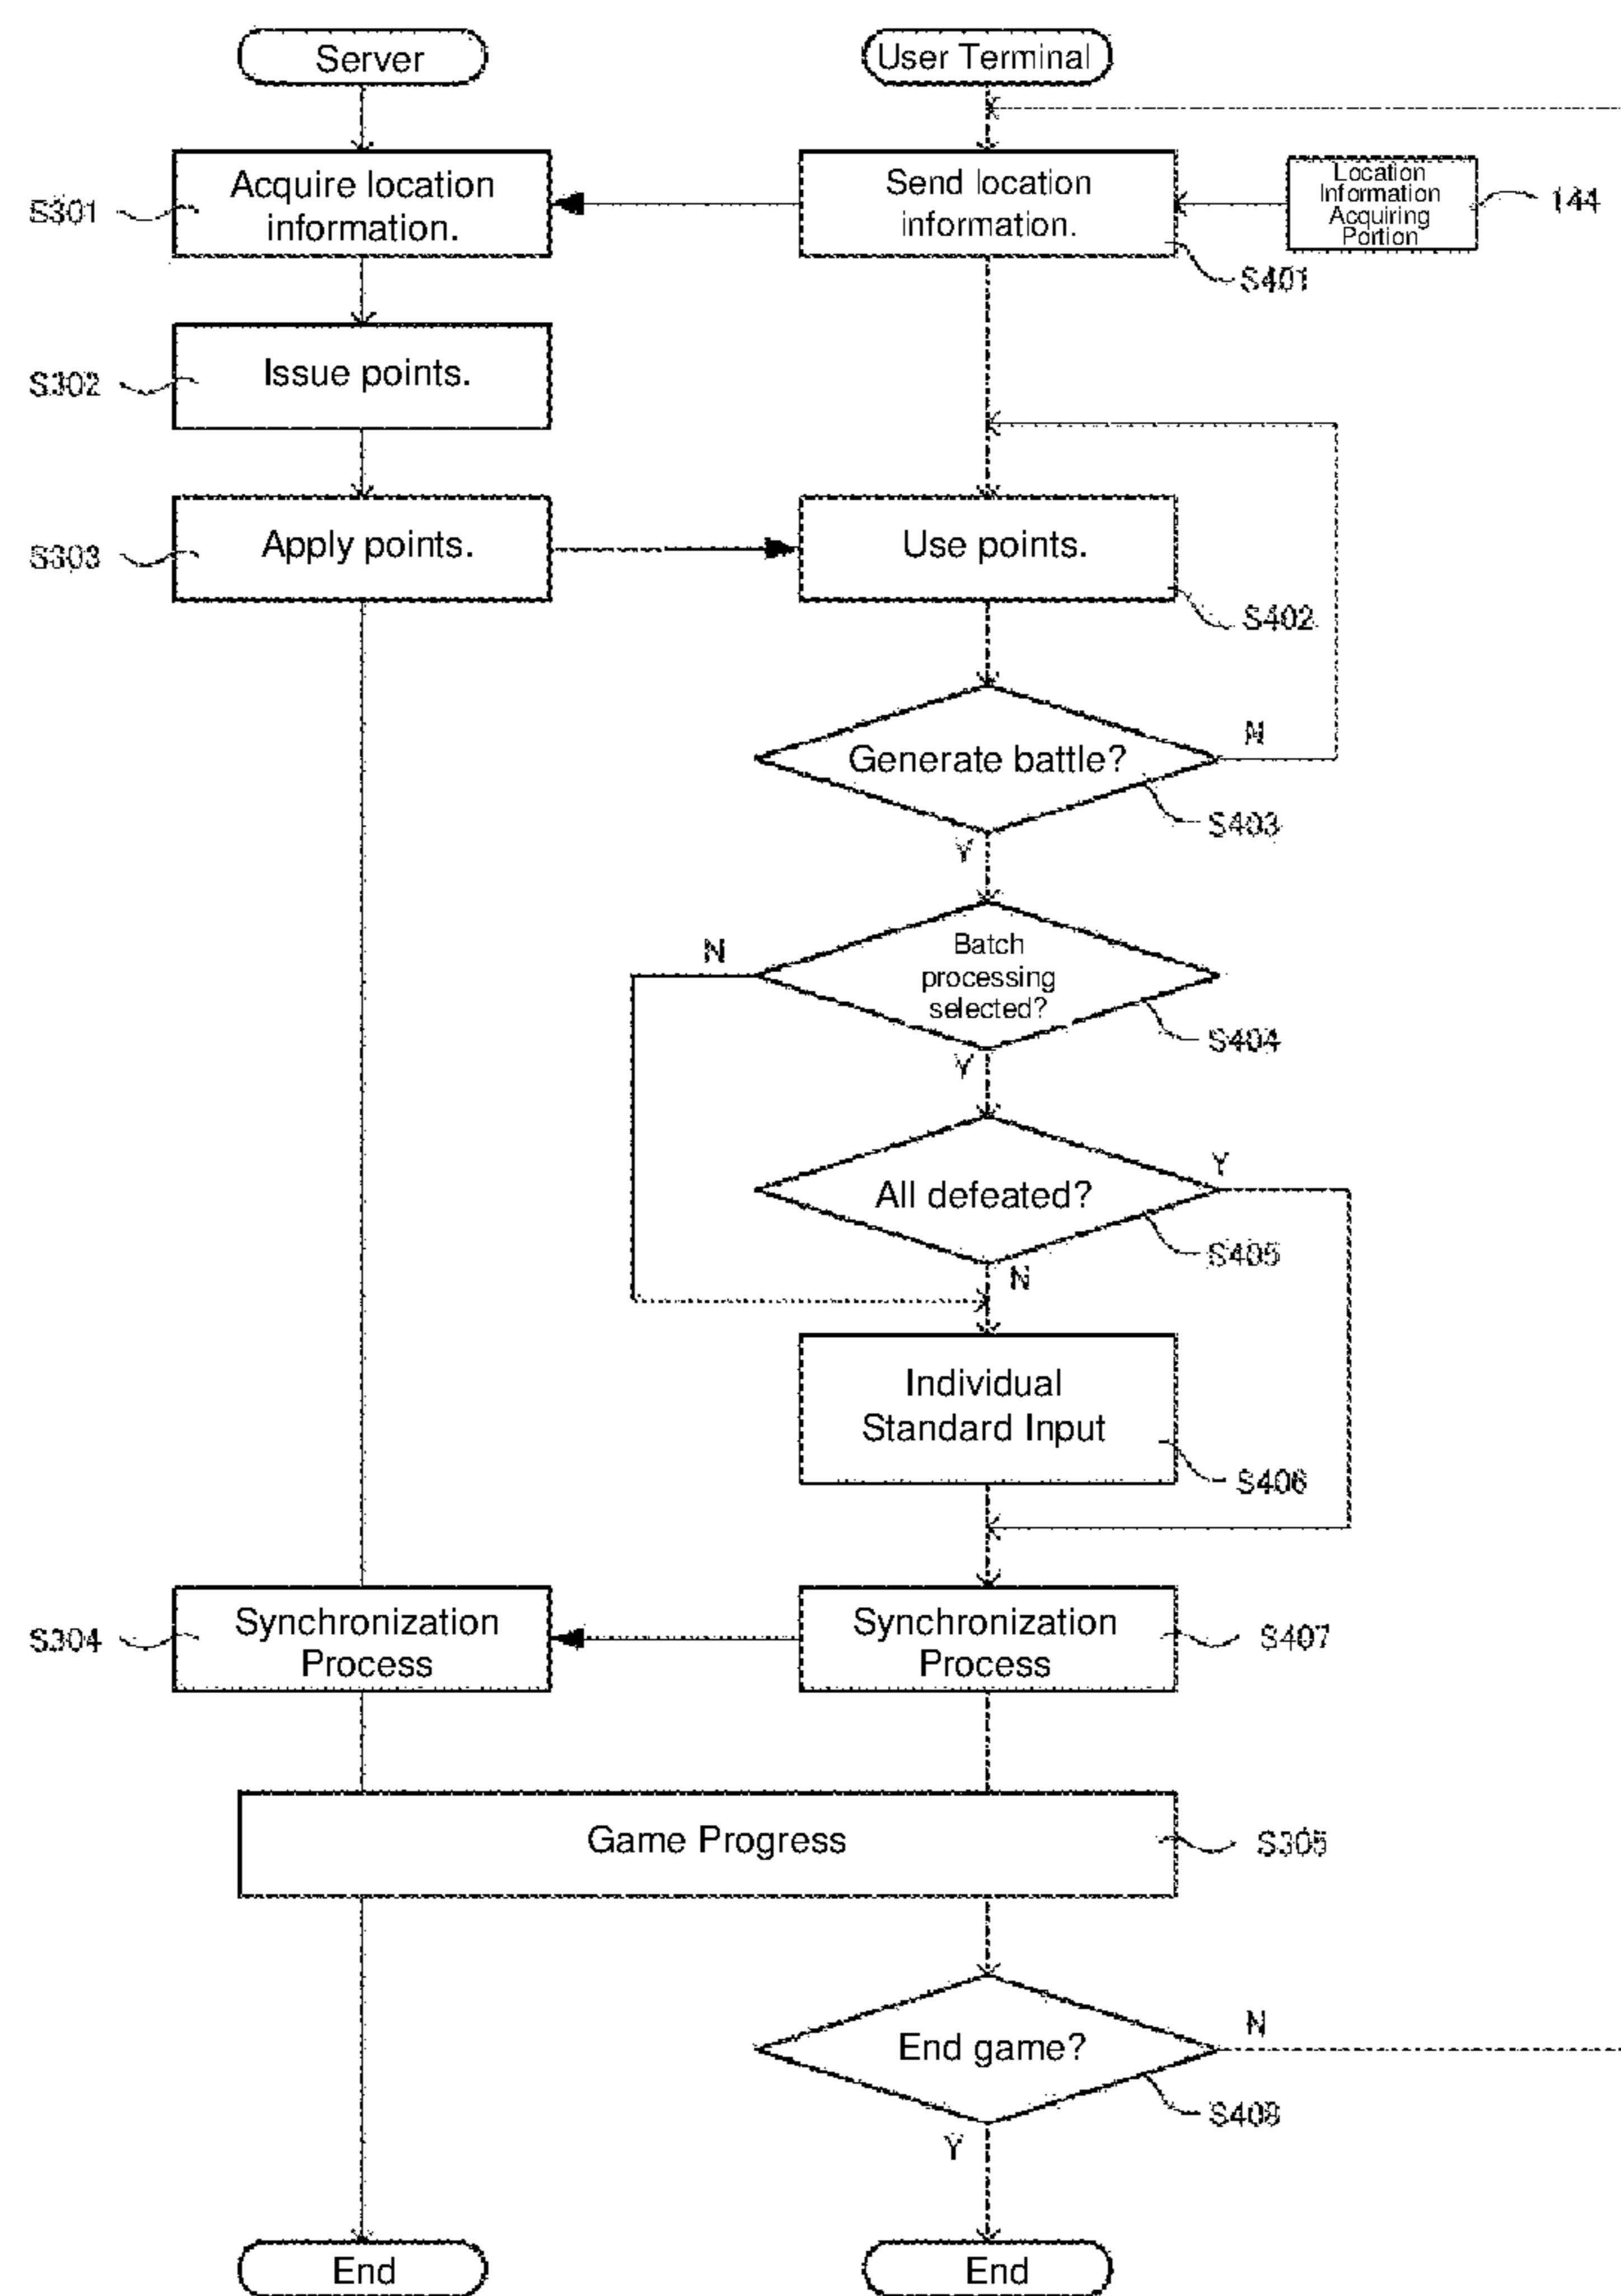 Server
User Terminal
Acquire location
information.
S301
Send location
information.
S401
Location
Information
Acquiring
Portion
144
Issue points.
S302
Apply points.
S303
Use points.
S402
Generate battle?
N
S403
Y
Batch
processing
selected?
N
S404
Y
All defeated?
Y
S405
N
Individual
Standard Input
S406
Synchronization
Process
S304
Synchronization
Process
S407
Game Progress
S305
End game?
N
S408
Y
End
End